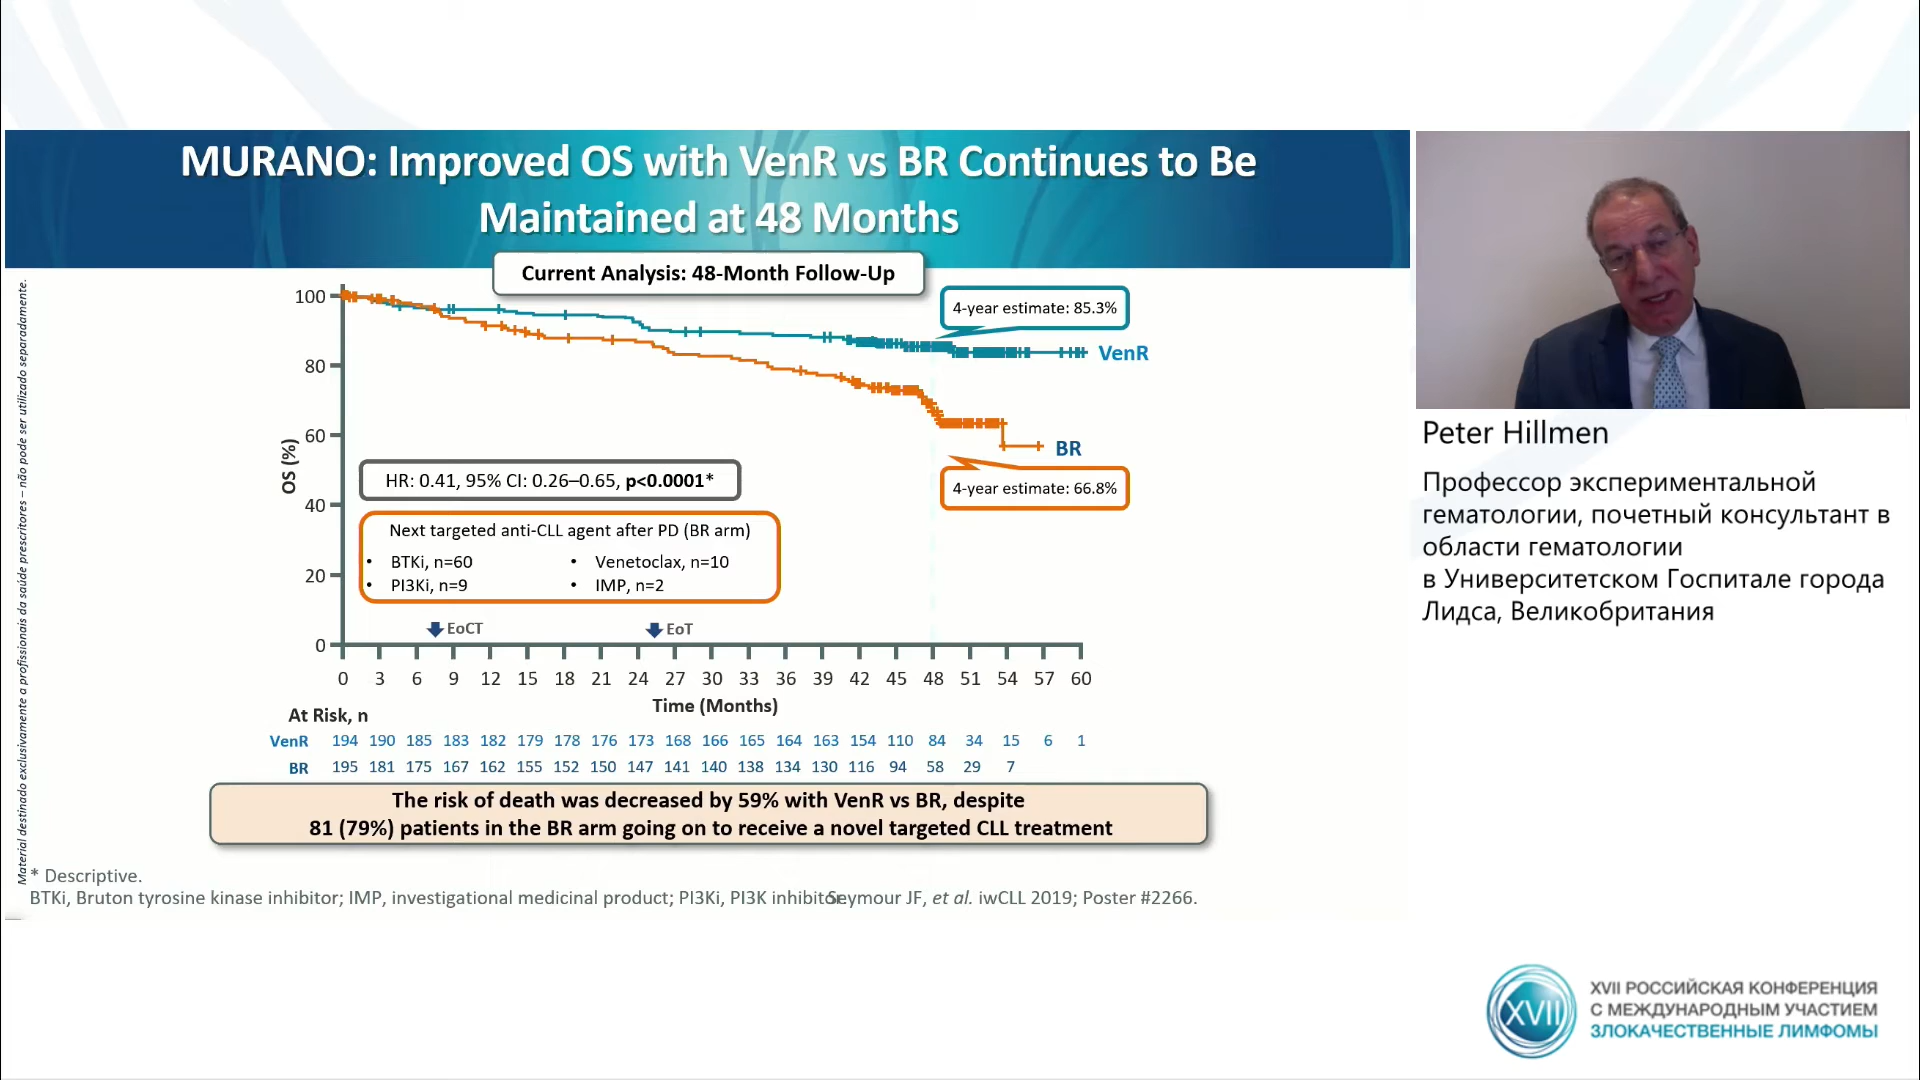 MURANO: Improved OS with VenR vs BR Continues to Be
Maintained at 48 Months
Current Analysis: 48-Month Follow-Up
Material destinado exclusivamente a profissionais da saúde prescritores – não pode ser utilizado separadamente.
OS (%)
100
80
60
40
20
0
4-year estimate: 85.3%
VenR
BR
4-year estimate: 66.8%
HR: 0.41, 95% CI: 0.26–0.65, p<0.0001*
Next targeted anti-CLL agent after PD (BR arm)
• BTKi, n=60 • Venetoclax, n=10
• PI3Ki, n=9 • IMP, n=2
EoCT EoT
0 3 6 9 12 15 18 21 24 27 30 33 36 39 42 45 48 51 54 57 60
Time (Months)
At Risk, n
VenR 194 190 185 183 182 179 178 176 173 168 166 165 164 163 154 110 84 34 15 6 1
BR 195 181 175 167 162 155 152 150 147 141 140 138 134 130 116 94 58 29 7
The risk of death was decreased by 59% with VenR vs BR, despite
81 (79%) patients in the BR arm going on to receive a novel targeted CLL treatment
* Descriptive.
BTKi, Bruton tyrosine kinase inhibitor; IMP, investigational medicinal product; PI3Ki, PI3K inhibitor.
Seymour JF, et al. iwCLL 2019; Poster #2266.
Peter Hillmen
Профессор экспериментальной
гематологии, почетный консультант в
области гематологии
в Университетском Госпитале города
Лидса, Великобритания
XVII
XVII РОССИЙСКАЯ КОНФЕРЕНЦИЯ
С МЕЖДУНАРОДНЫМ УЧАСТИЕМ
ЗЛОКАЧЕСТВЕННЫЕ ЛИМФОМЫ